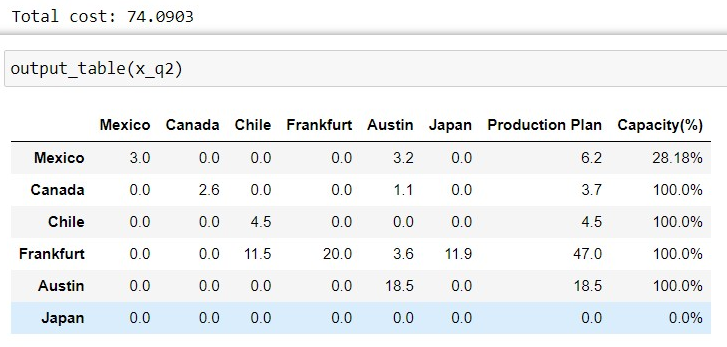 Total cost: 74.0903
output_table(x_q2)
Mexico Canada Chile Frankfurt Austin Japan Production Plan Capacity(%)
Mexico 3.0 0.0 0.0 0.0 3.2 0.0 6.2 28.18%
Canada 0.0 2.6 0.0 0.0 1.1 0.0 3.7 100.0%
Chile 0.0 0.0 4.5 0.0 0.0 0.0 4.5 100.0%
Frankfurt 0.0 0.0 11.5 20.0 3.6 11.9 47.0 100.0%
Austin 0.0 0.0 0.0 0.0 18.5 0.0 18.5 100.0%
Japan 0.0 0.0 0.0 0.0 0.0 0.0 0.0 0.0%